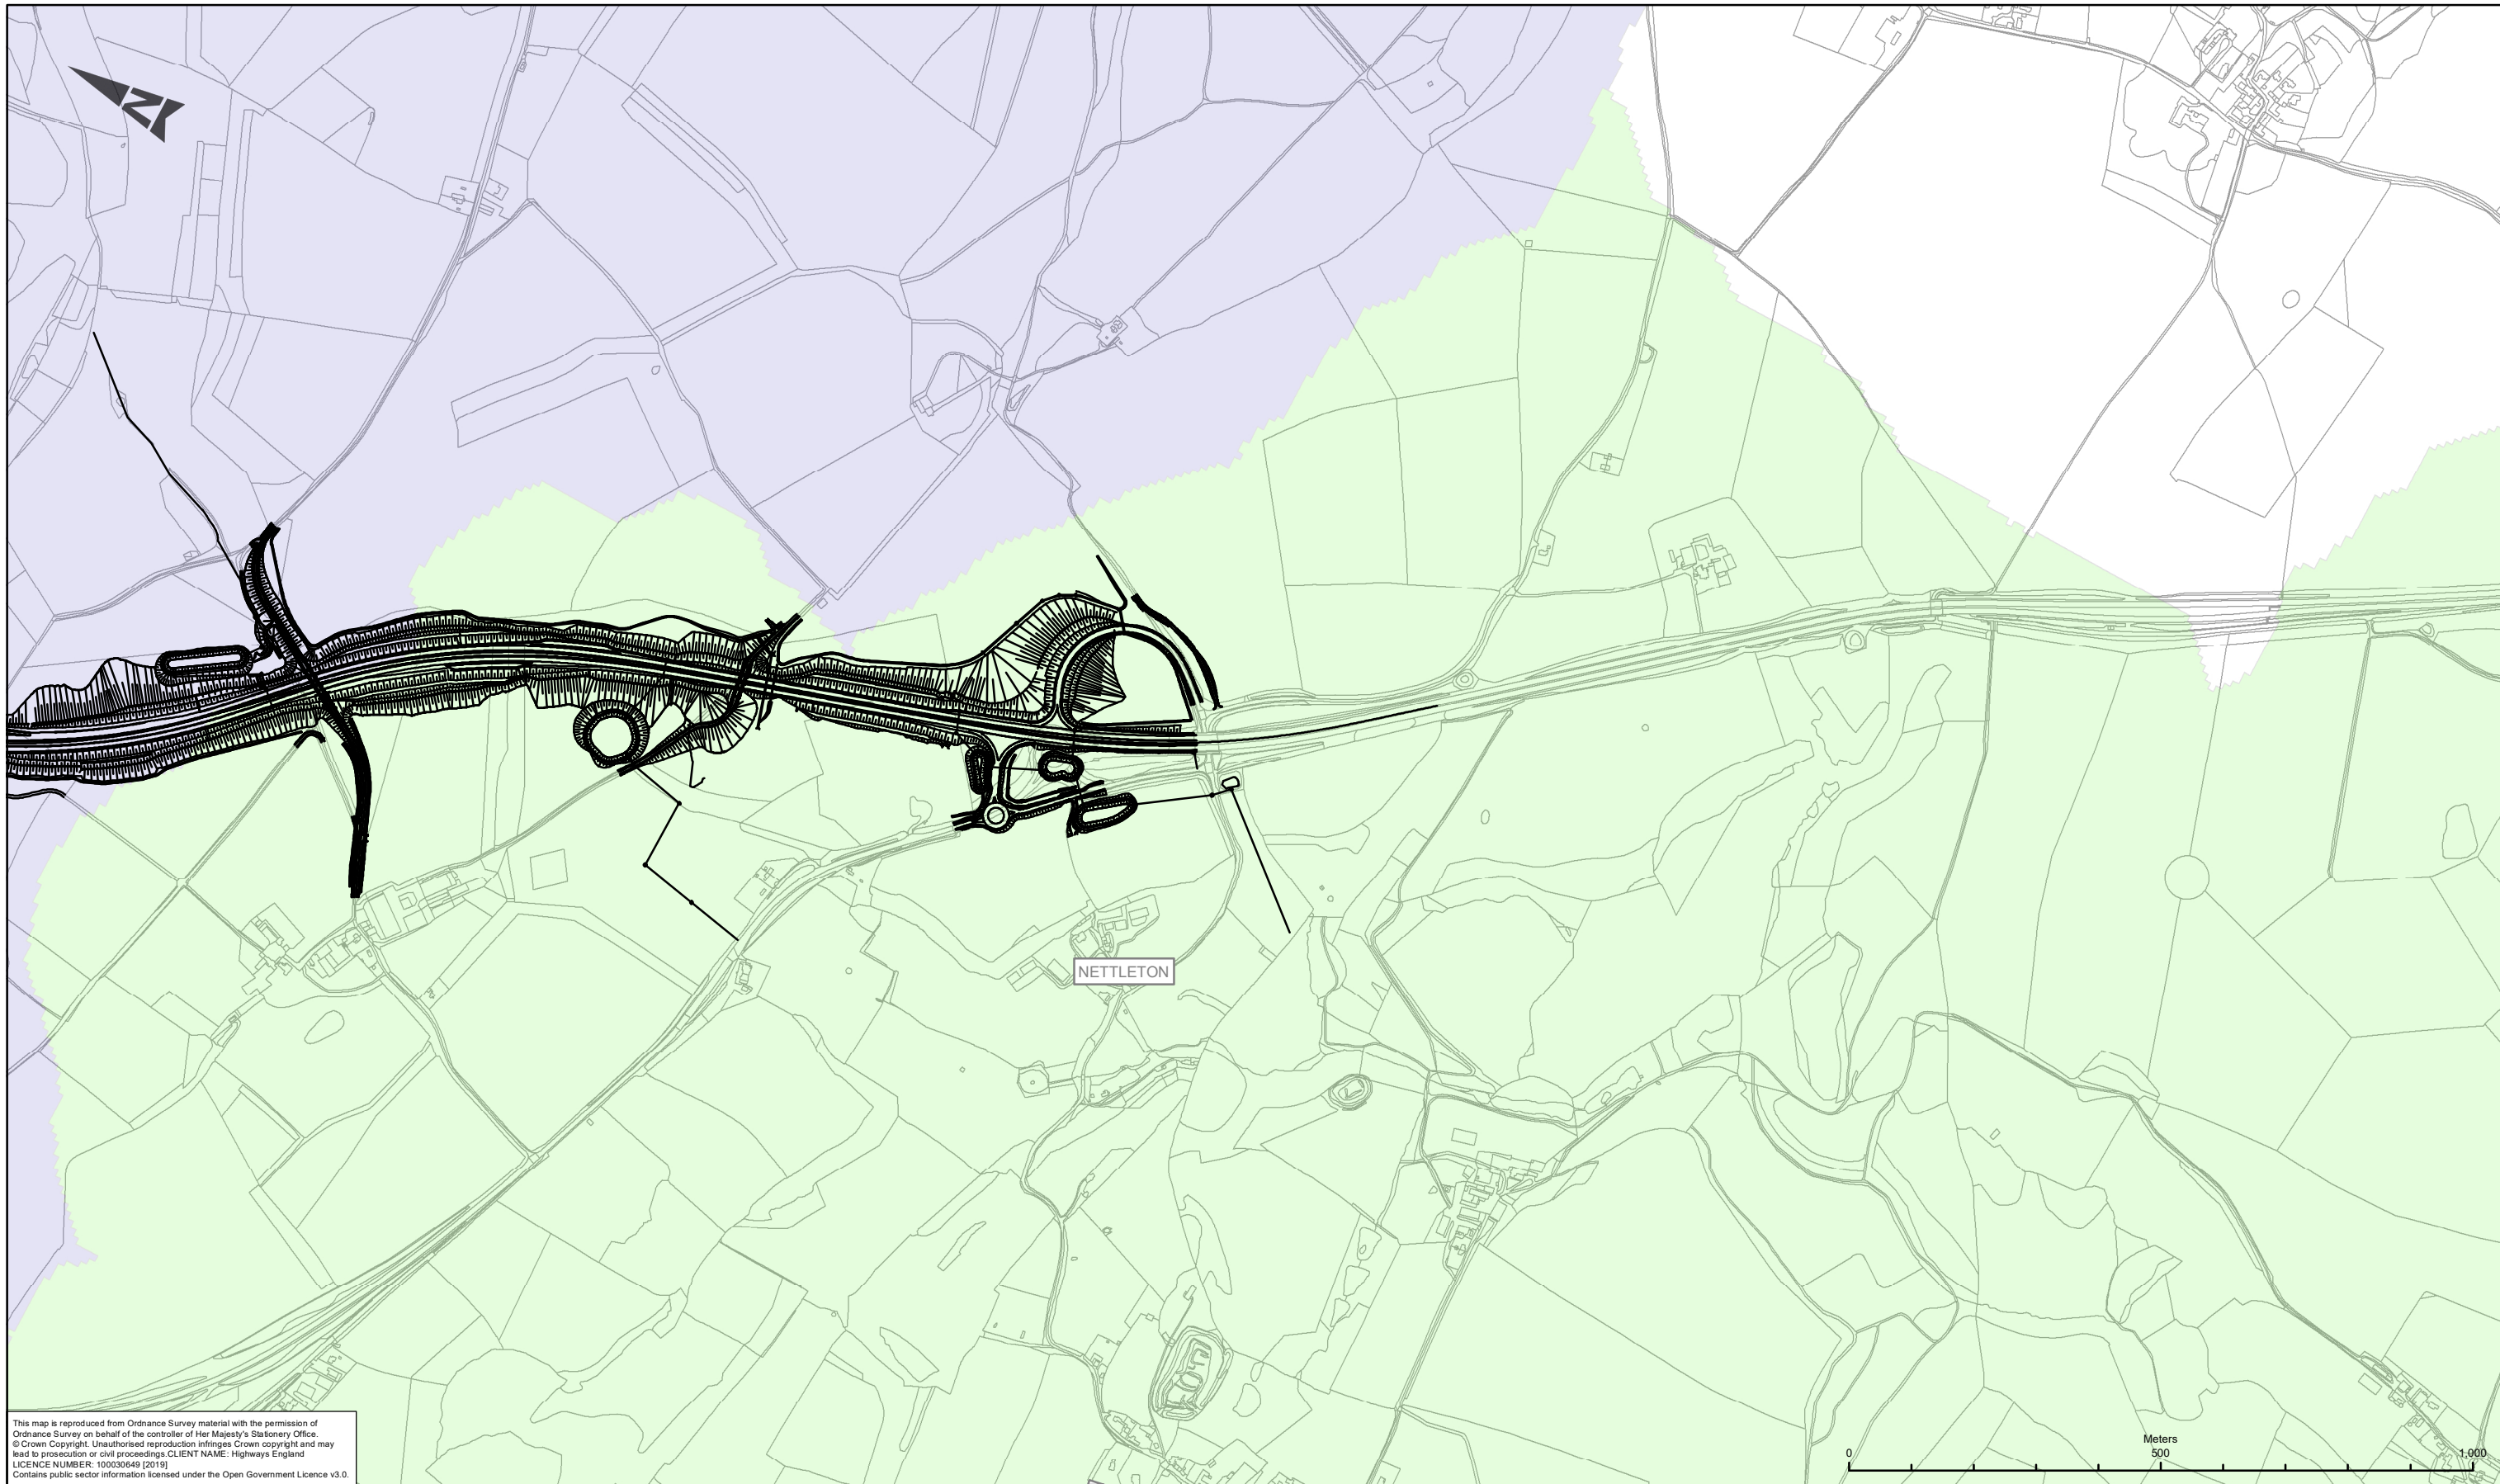 N
NETTLETON
This map is reproduced from Ordnance Survey material with the permission of
Ordnance Survey on behalf of the controller of Her Majesty's Stationery Office.
© Crown Copyright. Unauthorised reproduction infringes Crown copyright and may
lead to prosecution or civil proceedings.CLIENT NAME: Highways England
LICENCE NUMBER: 100030649 [2019]
Contains public sector information licensed under the Open Government Licence v3.0.
Meters
0 500 1,000